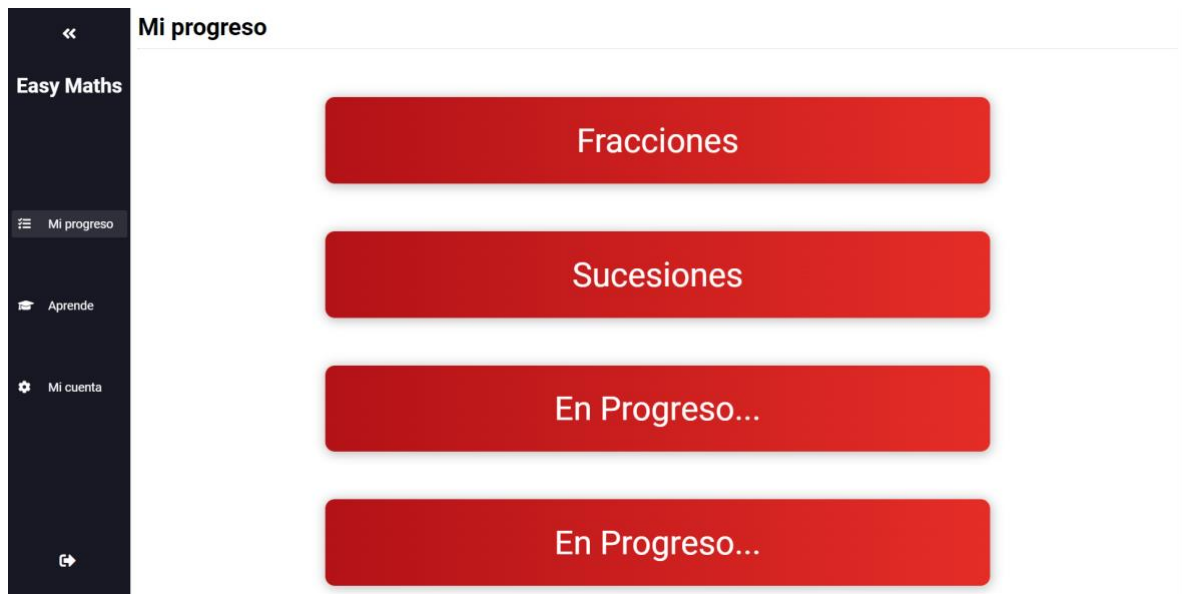 Mi progreso
Easy Maths
Mi progreso
Aprende
Mi cuenta
Fracciones
Sucesiones
En Progreso...
En Progreso...